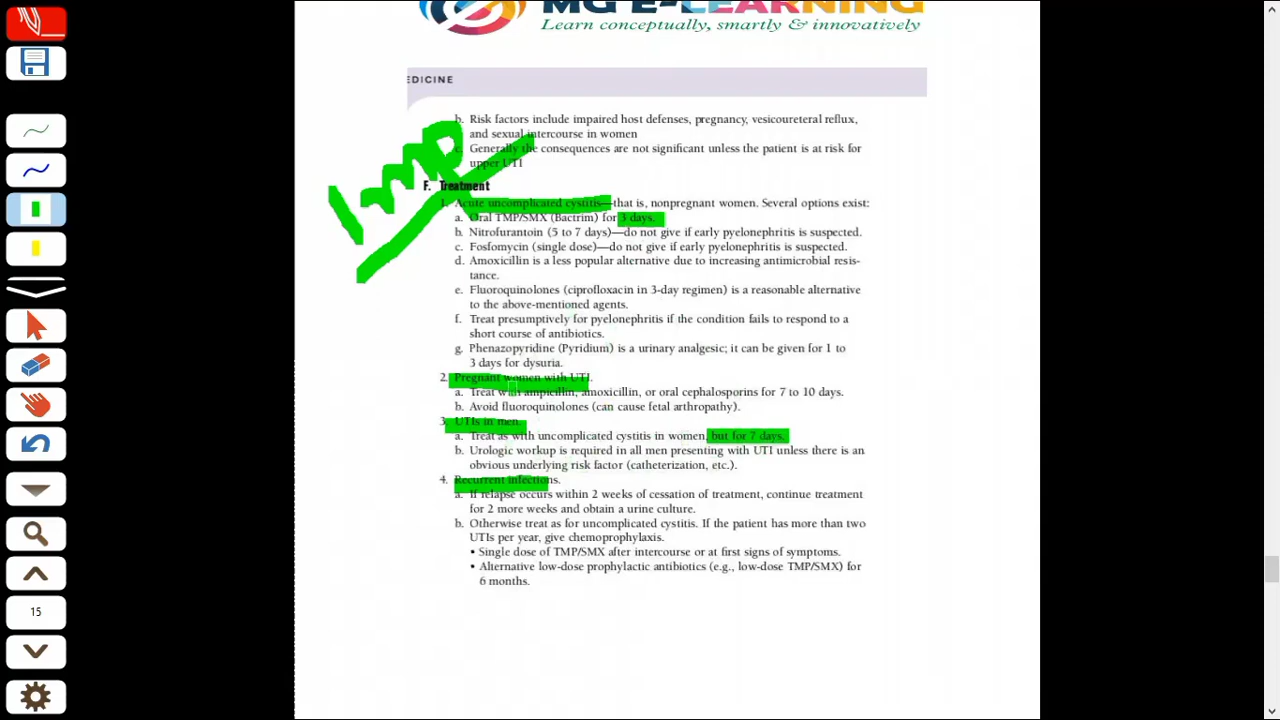 MG E-LEARNING
Learn conceptually, smartly & innovatively
EDICINE
b. Risk factors include impaired host defenses, pregnancy, vesicoureteral reflux,
and sexual intercourse in women
c. Generally the consequences are not significant unless the patient is at risk for
upper UTI
IMP
F. Treatment
1. Acute uncomplicated cystitis—that is, nonpregnant women. Several options exist:
a. Oral TMP/SMX (Bactrim) for 3 days.
b. Nitrofurantoin (5 to 7 days)—do not give if early pyelonephritis is suspected.
c. Fosfomycin (single dose)—do not give if early pyelonephritis is suspected.
d. Amoxicillin is a less popular alternative due to increasing antimicrobial resis-
tance.
e. Fluoroquinolones (ciprofloxacin in 3-day regimen) is a reasonable alternative
to the above-mentioned agents.
f. Treat presumptively for pyelonephritis if the condition fails to respond to a
short course of antibiotics.
g. Phenazopyridine (Pyridium) is a urinary analgesic; it can be given for 1 to
3 days for dysuria.
2. Pregnant women with UTI.
a. Treat with ampicillin, amoxicillin, or oral cephalosporins for 7 to 10 days.
b. Avoid fluoroquinolones (can cause fetal arthropathy).
3. UTIs in men.
a. Treat as with uncomplicated cystitis in women, but for 7 days.
b. Urologic workup is required in all men presenting with UTI unless there is an
obvious underlying risk factor (catheterization, etc.).
4. Recurrent infections.
a. If relapse occurs within 2 weeks of cessation of treatment, continue treatment
for 2 more weeks and obtain a urine culture.
b. Otherwise treat as for uncomplicated cystitis. If the patient has more than two
UTIs per year, give chemoprophylaxis.
• Single dose of TMP/SMX after intercourse or at first signs of symptoms.
• Alternative low-dose prophylactic antibiotics (e.g., low-dose TMP/SMX) for
6 months.
15